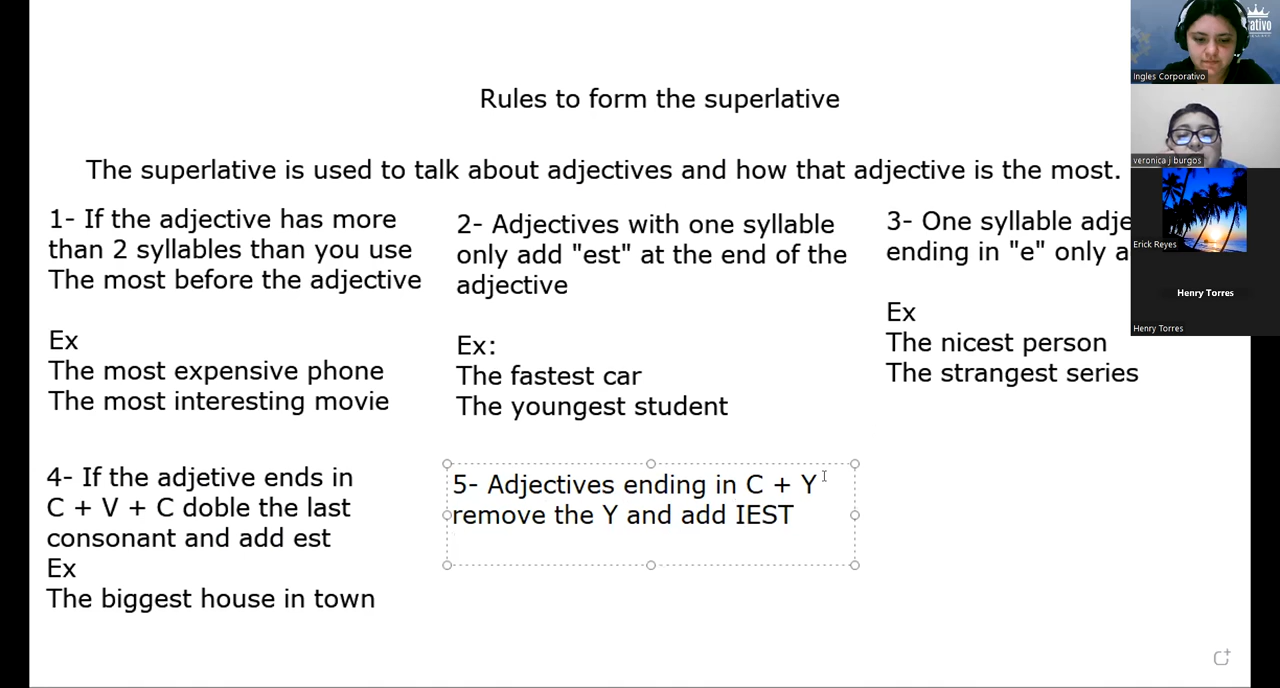 Rules to form the superlative
The superlative is used to talk about adjectives and how that adjective is the most.
1- If the adjective has more
than 2 syllables than you use
The most before the adjective
Ex
The most expensive phone
The most interesting movie
2- Adjectives with one syllable
only add "est" at the end of the
adjective
Ex:
The fastest car
The youngest student
3- One syllable adje
ending in "e" only a
Ex
The nicest person
The strangest series
4- If the adjetive ends in
C + V + C doble the last
consonant and add est
Ex
The biggest house in town
5- Adjectives ending in C + Y
remove the Y and add IEST
ativo
Ingles Corporativo
veronica j burgos
Erick Reyes
Henry Torres
Henry Torres